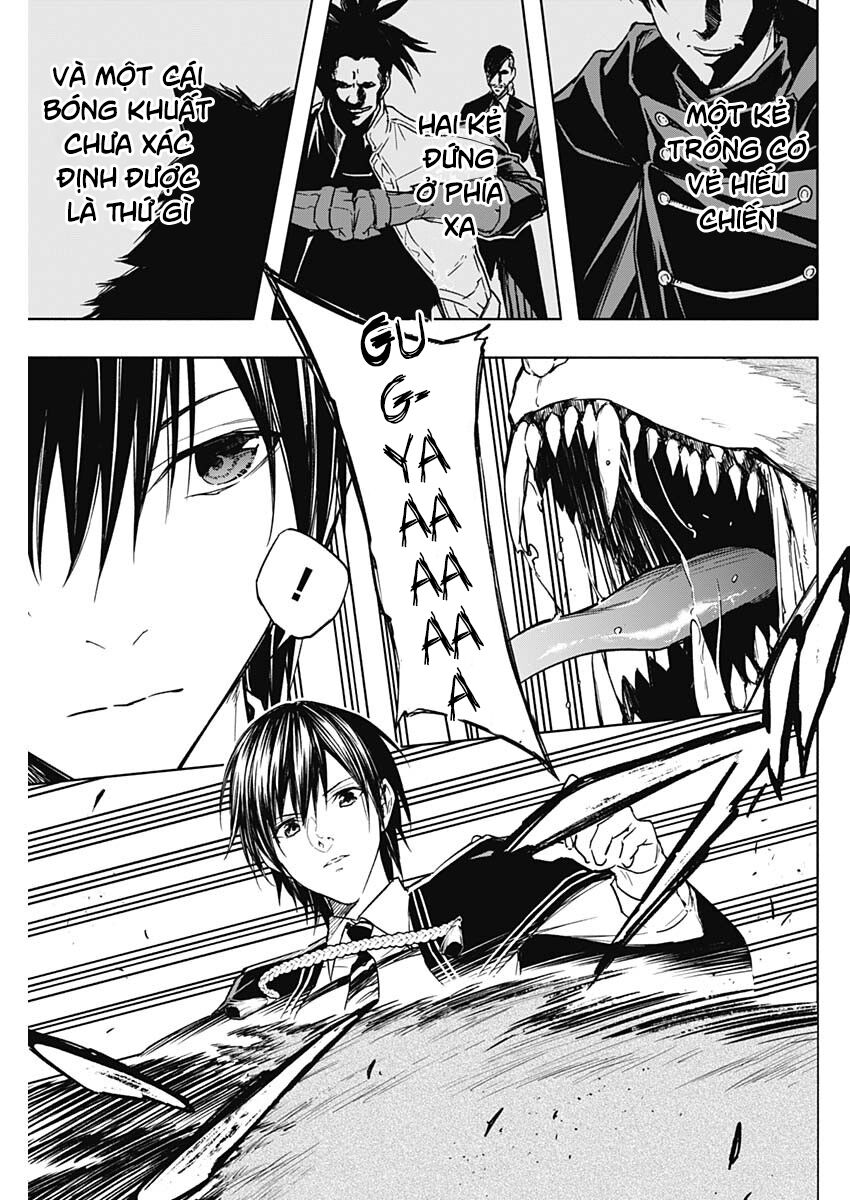 MỘT KẺ
TRÔNG CÓ
VẺ HIẾU
CHIẾN
HAI KẺ
ĐỨNG
Ở PHÍA
XA
VÀ MỘT CÁI
BÓNG KHUẤT
CHƯA XÁC
ĐỊNH ĐƯỢC
LÀ THỨ GÌ
GU
G-
YA
AA
AA
AA
A
!